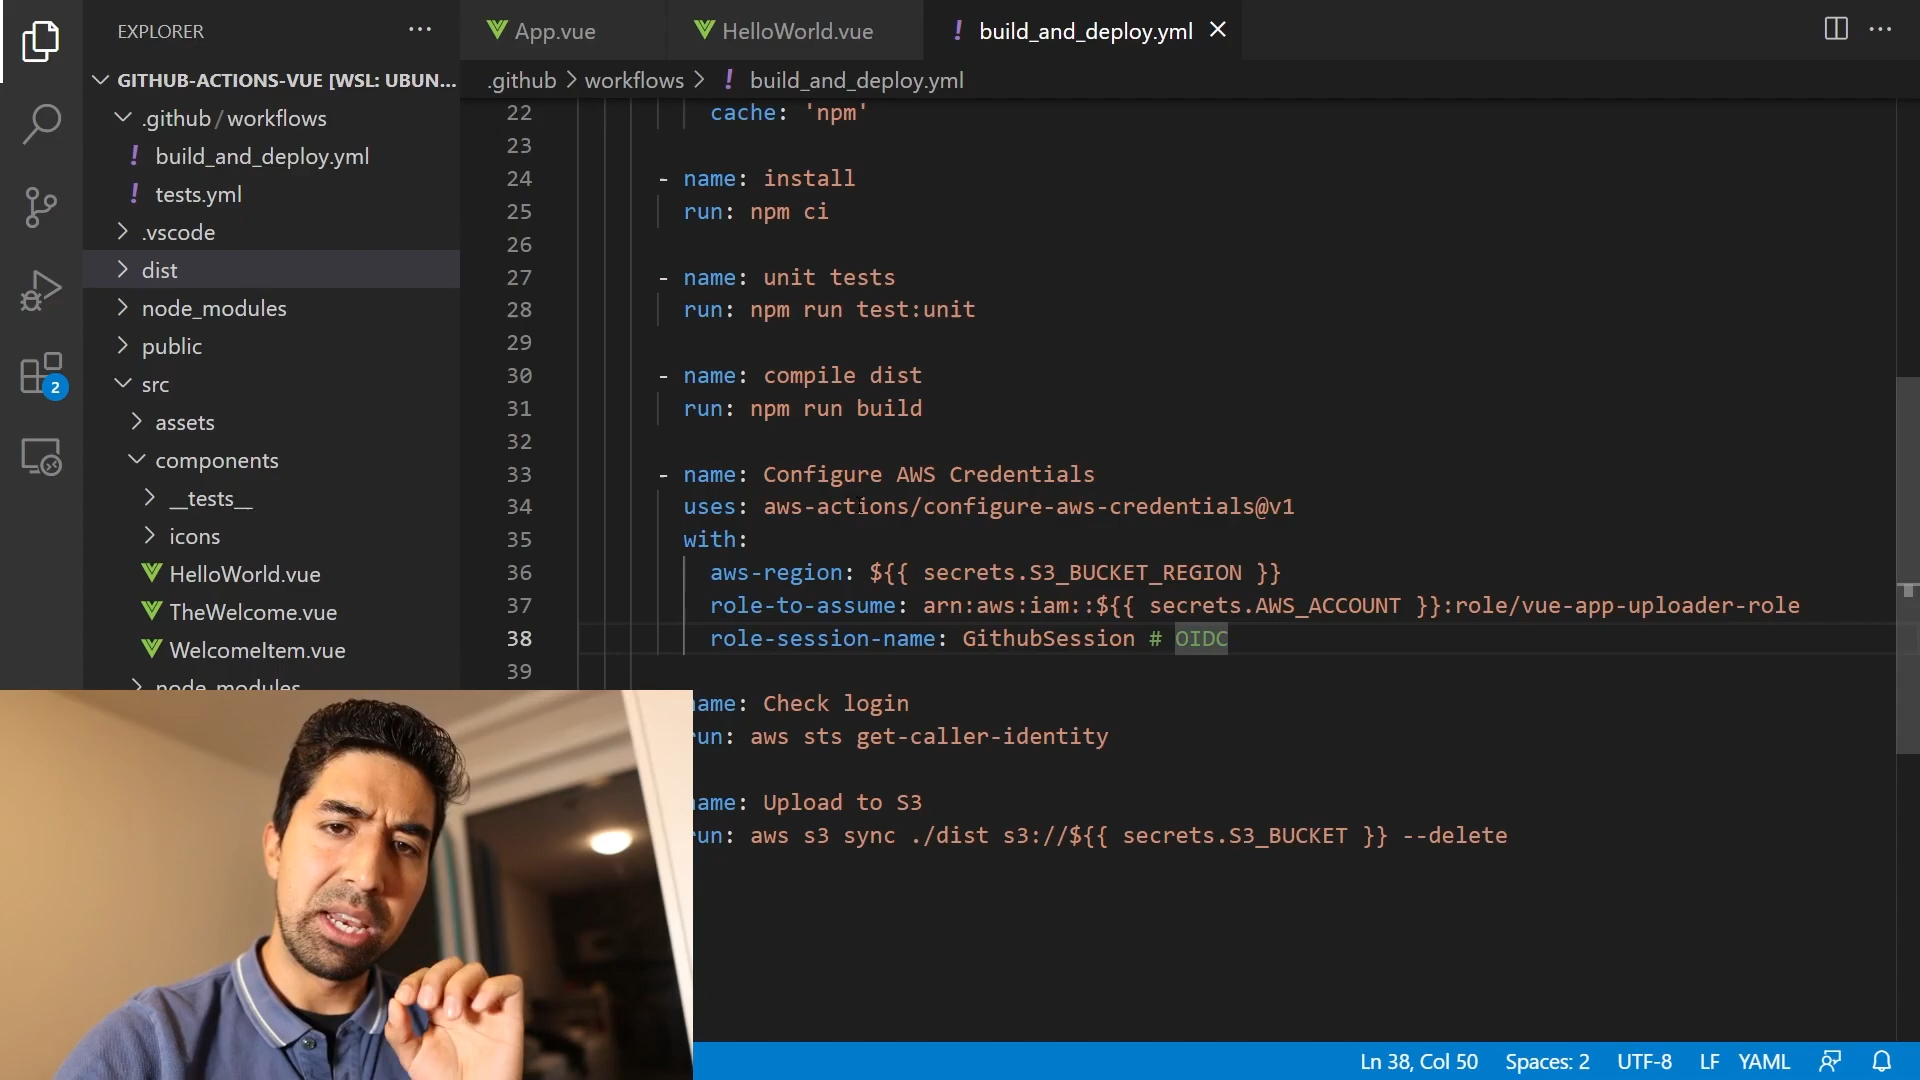 EXPLORER
GITHUB-ACTIONS-VUE [WSL: UBUN...
.github / workflows
build_and_deploy.yml
tests.yml
.vscode
dist
node_modules
public
src
assets
components
__tests__
icons
HelloWorld.vue
TheWelcome.vue
WelcomeItem.vue
node_modules
2
App.vue
HelloWorld.vue
! build_and_deploy.yml
.github > workflows > ! build_and_deploy.yml
22 cache: 'npm'
23
24 - name: install
25 run: npm ci
26
27 - name: unit tests
28 run: npm run test:unit
29
30 - name: compile dist
31 run: npm run build
32
33 - name: Configure AWS Credentials
34 uses: aws-actions/configure-aws-credentials@v1
35 with:
36 aws-region: ${{ secrets.S3_BUCKET_REGION }}
37 role-to-assume: arn:aws:iam::${{ secrets.AWS_ACCOUNT }}:role/vue-app-uploader-role
38 role-session-name: GithubSession # OIDC
39
name: Check login
run: aws sts get-caller-identity
name: Upload to S3
run: aws s3 sync ./dist s3://${{ secrets.S3_BUCKET }} --delete
Ln 38, Col 50 Spaces: 2 UTF-8 LF YAML